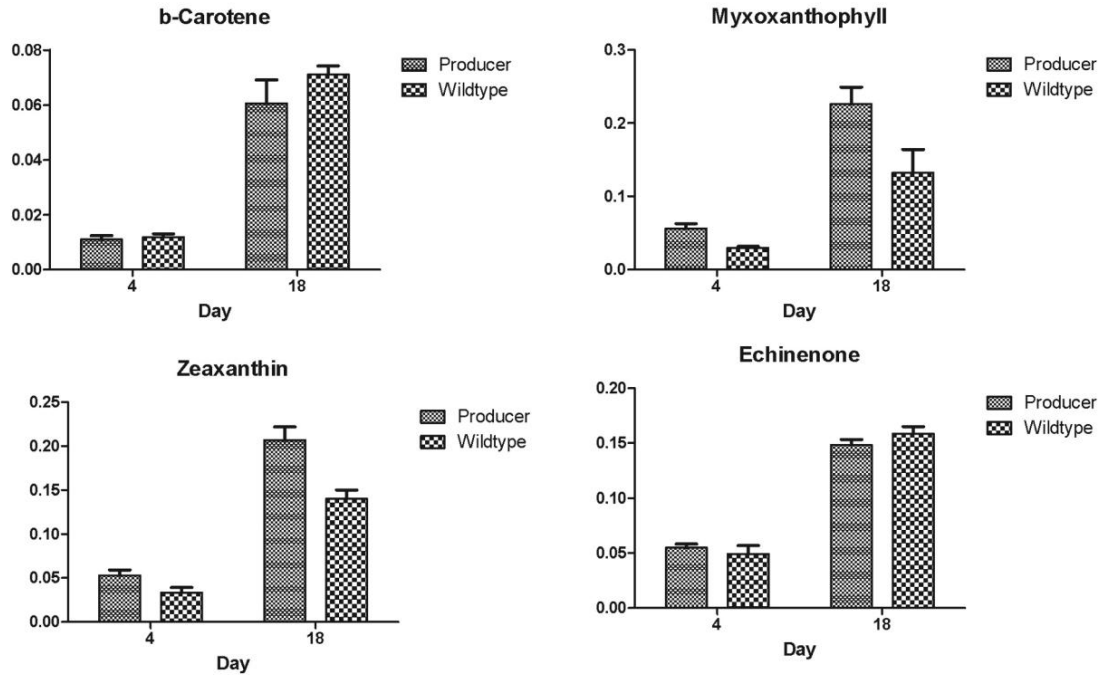 b-Carotene
0.08
0.06
0.04
0.02
0.00
4
18
Day
Producer
Wildtype
Myxoxanthophyll
0.3
0.2
0.1
0.0
4
18
Day
Producer
Wildtype
Zeaxanthin
0.25
0.20
0.15
0.10
0.05
0.00
4
18
Day
Producer
Wildtype
Echinenone
0.20
0.15
0.10
0.05
0.00
4
18
Day
Producer
Wildtype